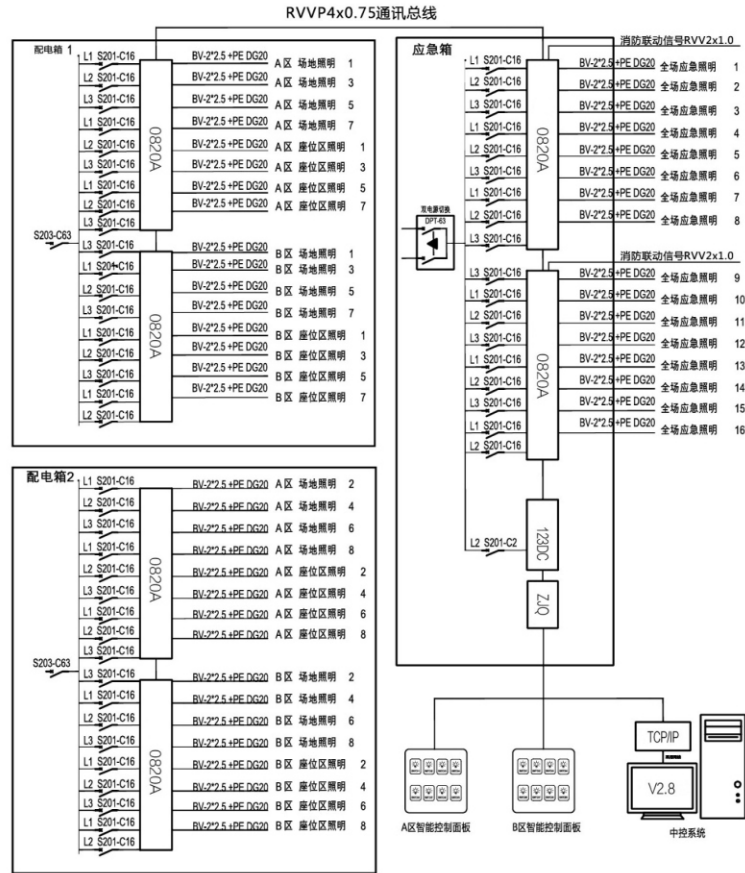 RVVP4x0.75通讯总线
配电箱 1
L1 S201-C16 BV-2*2.5 +PE DG20 A区 场地照明 1
L2 S201-C16 BV-2*2.5 +PE DG20 A区 场地照明 3
L3 S201-C16 BV-2*2.5 +PE DG20 A区 场地照明 5
L1 S201-C16 BV-2*2.5 +PE DG20 A区 场地照明 7
L2 S201-C16 BV-2*2.5 +PE DG20 A区 座位区照明 1
L3 S201-C16 BV-2*2.5 +PE DG20 A区 座位区照明 3
L1 S201-C16 BV-2*2.5 +PE DG20 A区 座位区照明 5
L2 S201-C16 BV-2*2.5 +PE DG20 A区 座位区照明 7
L3 S201-C16
0820A
S203-C63
L3 S201-C16 BV-2*2.5 +PE DG20 B区 场地照明 1
L1 S201-C16 BV-2*2.5 +PE DG20 B区 场地照明 3
L2 S201-C16 BV-2*2.5 +PE DG20 B区 场地照明 5
L3 S201-C16 BV-2*2.5 +PE DG20 B区 场地照明 7
L1 S201-C16 BV-2*2.5 +PE DG20 B区 座位区照明 1
L2 S201-C16 BV-2*2.5 +PE DG20 B区 座位区照明 3
L3 S201-C16 BV-2*2.5 +PE DG20 B区 座位区照明 5
L1 S201-C16 BV-2*2.5 +PE DG20 B区 座位区照明 7
L2 S201-C16
0820A
配电箱2
L1 S201-C16 BV-2*2.5 +PE DG20 A区 场地照明 2
L2 S201-C16 BV-2*2.5 +PE DG20 A区 场地照明 4
L3 S201-C16 BV-2*2.5 +PE DG20 A区 场地照明 6
L1 S201-C16 BV-2*2.5 +PE DG20 A区 场地照明 8
L2 S201-C16 BV-2*2.5 +PE DG20 A区 座位区照明 2
L3 S201-C16 BV-2*2.5 +PE DG20 A区 座位区照明 4
L1 S201-C16 BV-2*2.5 +PE DG20 A区 座位区照明 6
L2 S201-C16 BV-2*2.5 +PE DG20 A区 座位区照明 8
L3 S201-C16
0820A
S203-C63
L3 S201-C16 BV-2*2.5 +PE DG20 B区 场地照明 2
L1 S201-C16 BV-2*2.5 +PE DG20 B区 场地照明 4
L2 S201-C16 BV-2*2.5 +PE DG20 B区 场地照明 6
L3 S201-C16 BV-2*2.5 +PE DG20 B区 场地照明 8
L1 S201-C16 BV-2*2.5 +PE DG20 B区 座位区照明 2
L2 S201-C16 BV-2*2.5 +PE DG20 B区 座位区照明 4
L3 S201-C16 BV-2*2.5 +PE DG20 B区 座位区照明 6
L1 S201-C16 BV-2*2.5 +PE DG20 B区 座位区照明 8
L2 S201-C16
0820A
应急箱
消防联动信号RVV2x1.0
L1 S201-C16 BV-2*2.5 +PE DG20 全场应急照明 1
L2 S201-C16 BV-2*2.5 +PE DG20 全场应急照明 2
L3 S201-C16 BV-2*2.5 +PE DG20 全场应急照明 3
L1 S201-C16 BV-2*2.5 +PE DG20 全场应急照明 4
L2 S201-C16 BV-2*2.5 +PE DG20 全场应急照明 5
L3 S201-C16 BV-2*2.5 +PE DG20 全场应急照明 6
L1 S201-C16 BV-2*2.5 +PE DG20 全场应急照明 7
L2 S201-C16 BV-2*2.5 +PE DG20 全场应急照明 8
L3 S201-C16
0820A
双电源切换
DPT-63
消防联动信号RVV2x1.0
L3 S201-C16 BV-2*2.5 +PE DG20 全场应急照明 9
L1 S201-C16 BV-2*2.5 +PE DG20 全场应急照明 10
L2 S201-C16 BV-2*2.5 +PE DG20 全场应急照明 11
L3 S201-C16 BV-2*2.5 +PE DG20 全场应急照明 12
L1 S201-C16 BV-2*2.5 +PE DG20 全场应急照明 13
L2 S201-C16 BV-2*2.5 +PE DG20 全场应急照明 14
L3 S201-C16 BV-2*2.5 +PE DG20 全场应急照明 15
L1 S201-C16 BV-2*2.5 +PE DG20 全场应急照明 16
L2 S201-C16
0820A
L2 S201-C2
123DC
ZJQ
A区智能控制面板
B区智能控制面板
TCP/IP
V2.8
中控系统